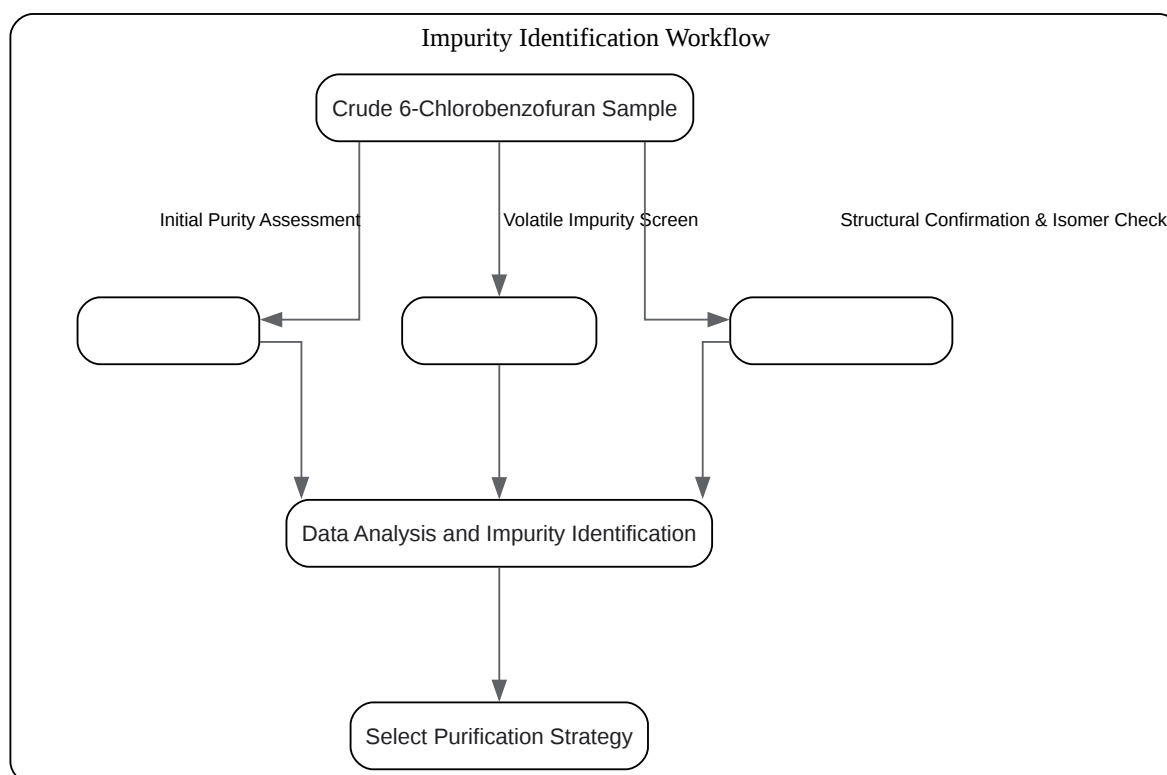 Impurity Identification Workflow
Crude 6-Chlorobenzofuran Sample
Initial Purity Assessment
Volatile Impurity Screen
Structural Confirmation & Isomer Check
Data Analysis and Impurity Identification
Select Purification Strategy